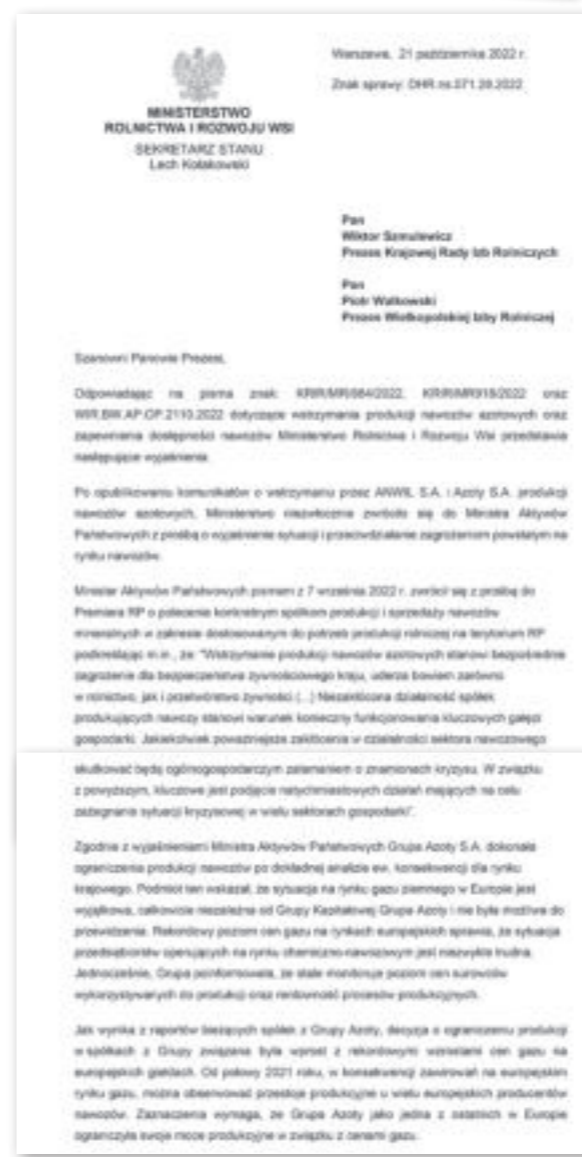 Warszawa, 21 października 2022 r.
Znak sprawy: DHR.ns.071.28.2022
MINISTERSTWO
ROLNICTWA I ROZWOJU WSI
SEKRETARZ STANU
Lech Kołakowski
Pan
Wiktor Szmulewicz
Prezes Krajowej Rady Izb Rolniczych
Pan
Piotr Walkowski
Prezes Wielkopolskiej Izby Rolniczej
Szanowni Panowie Prezesi,
Odpowiadając na pisma znak: KRIR/MR/984/2022, KRIR/MR/918/2022 oraz
WIR.BW.AP.OP.2110.2022 dotyczące wstrzymania produkcji nawozów azotowych oraz
zapewnienia dostępności nawozów Ministerstwo Rolnictwa i Rozwoju Wsi przedstawia
następujące wyjaśnienia.
Po opublikowaniu komunikatów o wstrzymaniu przez ANWIL S.A. i Azoty S.A. produkcji
nawozów azotowych, Ministerstwo niezwłocznie zwróciło się do Ministra Aktywów
Państwowych z prośbą o wyjaśnienie sytuacji i przeciwdziałanie zagrożeniom powstałym na
rynku nawozów.
Minister Aktywów Państwowych pismem z 7 września 2022 r. zwrócił się z prośbą do
Premiera RP o polecenie konkretnym spółkom produkcji i sprzedaży nawozów
mineralnych w zakresie dostosowanym do potrzeb produkcji rolniczej na terytorium RP
podkreślając m.in., że: "Wstrzymanie produkcji nawozów azotowych stanowi bezpośrednie
zagrożenie dla bezpieczeństwa żywnościowego kraju, uderza bowiem zarówno
w rolnictwo, jak i przetwórstwo żywności (...) Niezakłócona działalność spółek
produkujących nawozy stanowi warunek konieczny funkcjonowania kluczowych gałęzi
gospodarki. Jakiekolwiek poważniejsze zakłócenia w działalności sektora nawozowego
skutkować będą ogólnogospodarczym załamaniem o znamionach kryzysu. W związku
z powyższym, kluczowe jest podjęcie natychmiastowych działań mających na celu
zażegnanie sytuacji kryzysowej w wielu sektorach gospodarki".
Zgodnie z wyjaśnieniami Ministra Aktywów Państwowych Grupa Azoty S.A. dokonała
ograniczenia produkcji nawozów po dokładnej analizie ew. konsekwencji dla rynku
krajowego. Podmiot ten wskazał, że sytuacja na rynku gazu ziemnego w Europie jest
wyjątkowa, całkowicie niezależna od Grupy Kapitałowej Grupa Azoty i nie była możliwa do
przewidzenia. Rekordowy poziom cen gazu na rynkach europejskich sprawia, że sytuacja
przedsiębiorstw operujących na rynku chemiczno-nawozowym jest niezwykle trudna.
Jednocześnie, Grupa poinformowała, że stale monitoruje poziom cen surowców
wykorzystywanych do produkcji oraz rentowność procesów produkcyjnych.
Jak wynika z raportów bieżących spółek z Grupy Azoty, decyzja o ograniczeniu produkcji
w spółkach z Grupy związana była wprost z rekordowymi wzrostami cen gazu na
europejskich giełdach. Od połowy 2021 roku, w konsekwencji zawirowań na europejskim
rynku gazu, można obserwować przestoje produkcyjne u wielu europejskich producentów
nawozów. Zaznaczenia wymaga, że Grupa Azoty jako jedna z ostatnich w Europie
ograniczyła swoje moce produkcyjne w związku z cenami gazu.